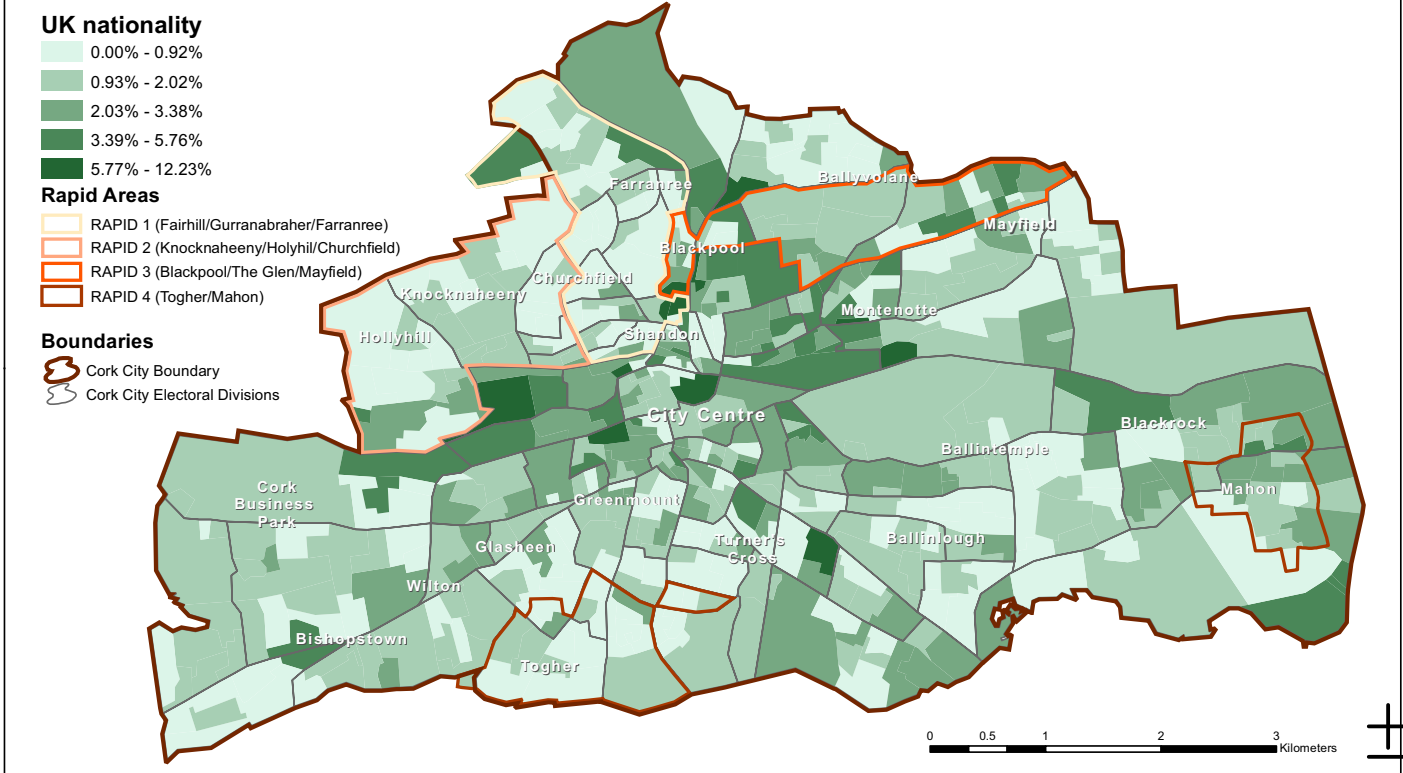 UK nationality
0.00% - 0.92%
0.93% - 2.02%
2.03% - 3.38%
3.39% - 5.76%
5.77% - 12.23%
Rapid Areas
RAPID 1 (Fairhill/Gurranabraher/Farranree)
RAPID 2 (Knocknaheeny/Holyhil/Churchfield)
RAPID 3 (Blackpool/The Glen/Mayfield)
RAPID 4 (Togher/Mahon)
Boundaries
Cork City Boundary
Cork City Electoral Divisions
Farranree
Ballyvolane
Mayfield
Blackpool
Churchfield
Knocknaheeny
Montenotte
Hollyhill
Shandon
City Centre
Blackrock
Ballintemple
Cork
Business
Park
Mahon
Greenmount
Turner's
Cross
Ballinlough
Glasheen
Wilton
Bishopstown
Togher
0 0.5 1 2 3
Kilometers